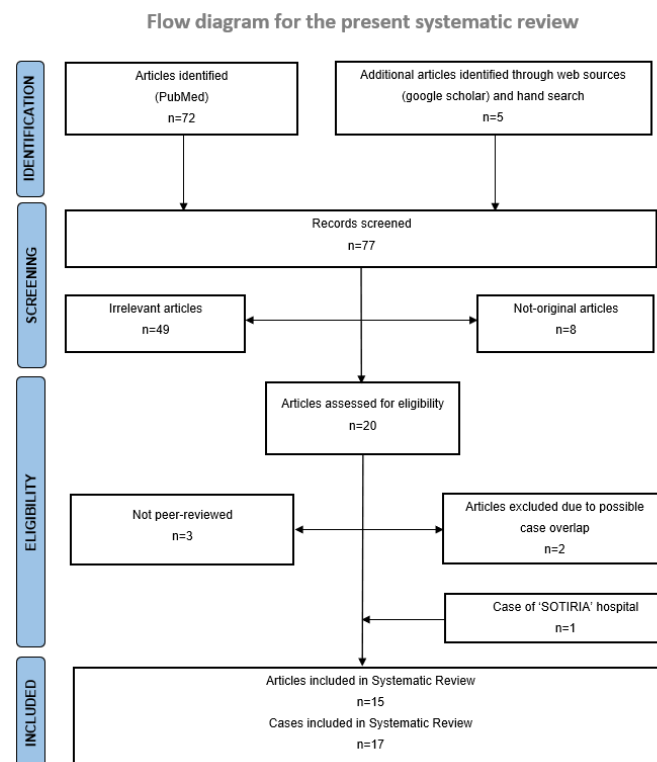 Flow diagram for the present systematic review
IDENTIFICATION
Articles identified
(PubMed)
n=72
Additional articles identified through web sources
(google scholar) and hand search
n=5
SCREENING
Records screened
n=77
Irrelevant articles
n=49
Not-original articles
n=8
ELIGIBILITY
Articles assessed for eligibility
n=20
Not peer-reviewed
n=3
Articles excluded due to possible
case overlap
n=2
Case of ‘SOTIRIA’ hospital
n=1
INCLUDED
Articles included in Systematic Review
n=15
Cases included in Systematic Review
n=17